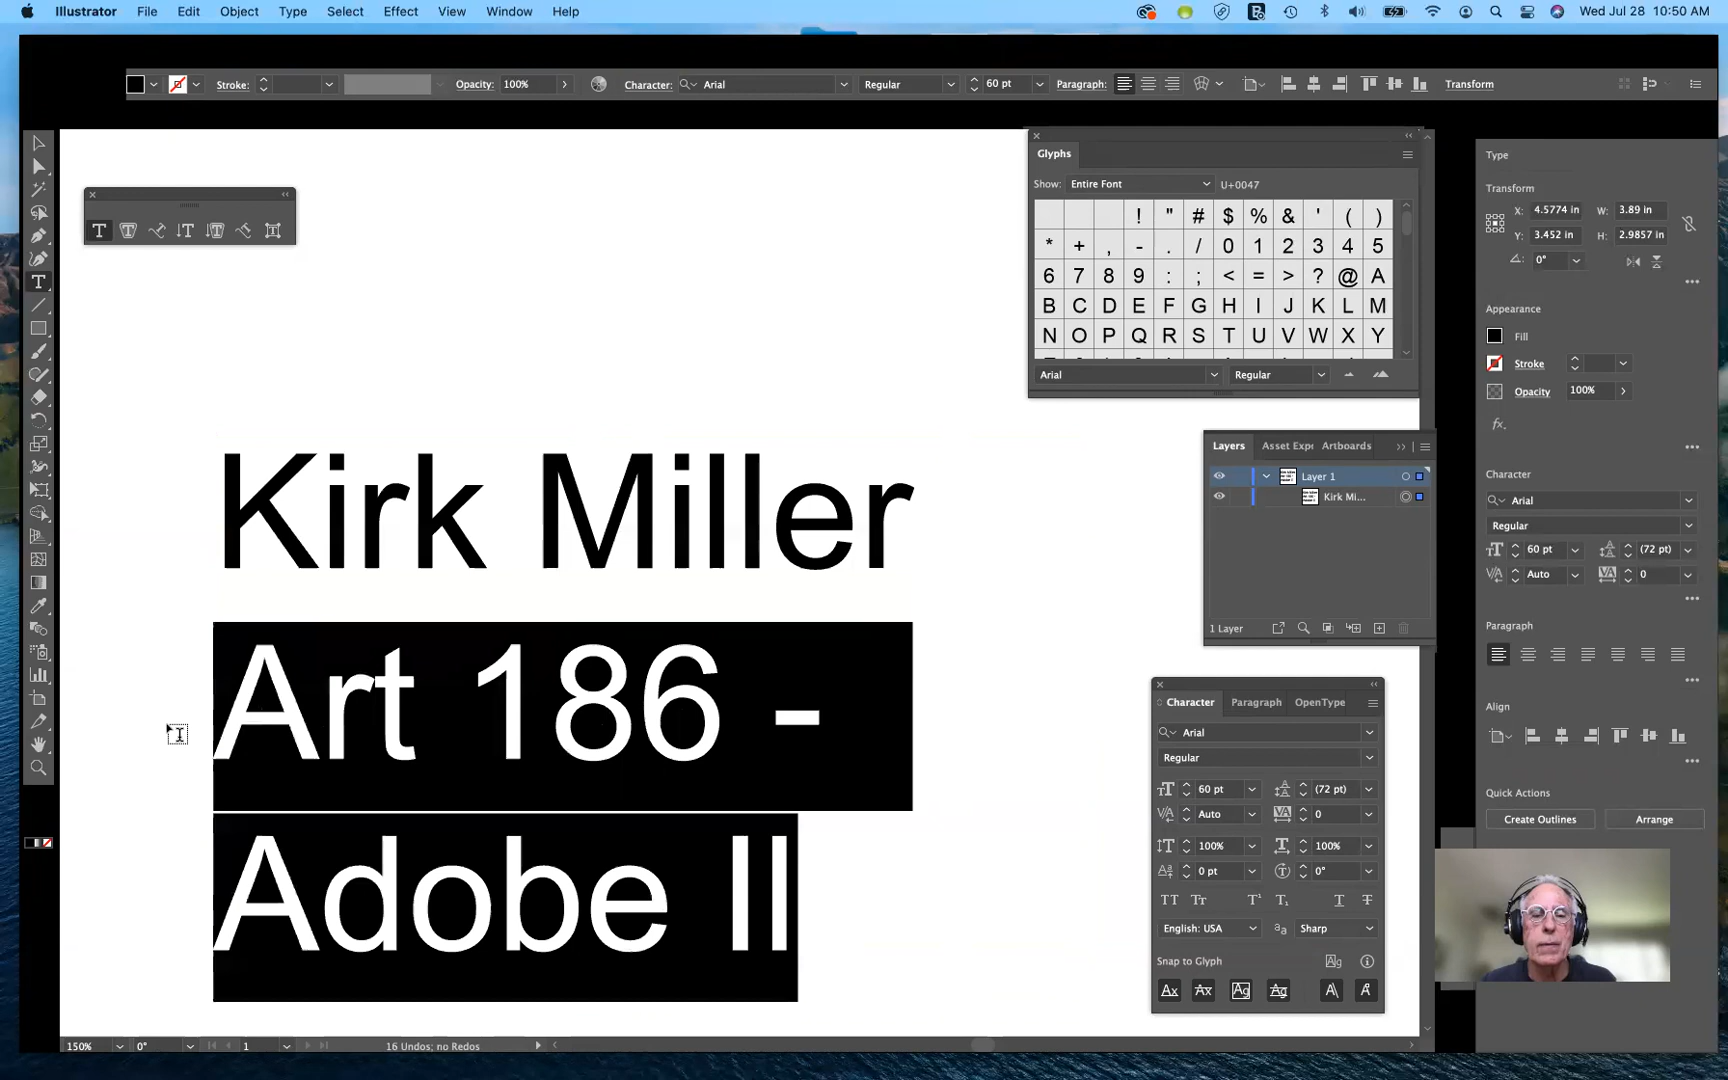 Illustrator File Edit Object Type Select Effect View Window Help Wed Jul 28 10:50 AM
Stroke: Opacity: 100% Character: Arial Regular 60 pt Paragraph: Transform
Glyphs
Show: Entire Font U+0047
! " # $ % & ' ( )
* + , - . / 0 1 2 3 4 5
6 7 8 9 : ; < = > ? @ A
B C D E F G H I J K L M
N O P Q R S T U V W X Y
Arial Regular
Kirk Miller
Art 186 -
Adobe II
Layers Asset Expo Artboards
Layer 1
Kirk Mi...
1 Layer
Character Paragraph OpenType
Arial
Regular
60 pt (72 pt)
Auto 0
100% 100%
0 pt 0°
English: USA Sharp
Snap to Glyph
Type
Transform
X: 4.5774 in W: 3.89 in
Y: 3.452 in H: 2.9857 in
0°
Appearance
Fill
Stroke
Opacity 100%
fx.
Character
Arial
Regular
60 pt (72 pt)
Auto 0
Paragraph
Align
Quick Actions
Create Outlines Arrange
150% 0° 1 16 Undos; no Redos